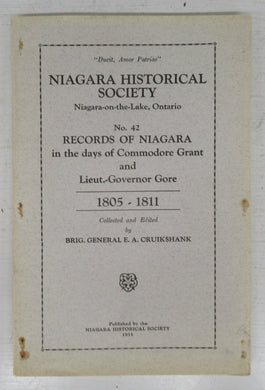 "Ducit, Amor Patriae"
NIAGARA HISTORICAL
SOCIETY
Niagara-on-the-Lake, Ontario
No. 42
RECORDS OF NIAGARA
in the days of Commodore Grant
and
Lieut.-Governor Gore
1805 - 1811
Collected and Edited
by
BRIG. GENERAL E. A. CRUIKSHANK
Published by the
NIAGARA HISTORICAL SOCIETY